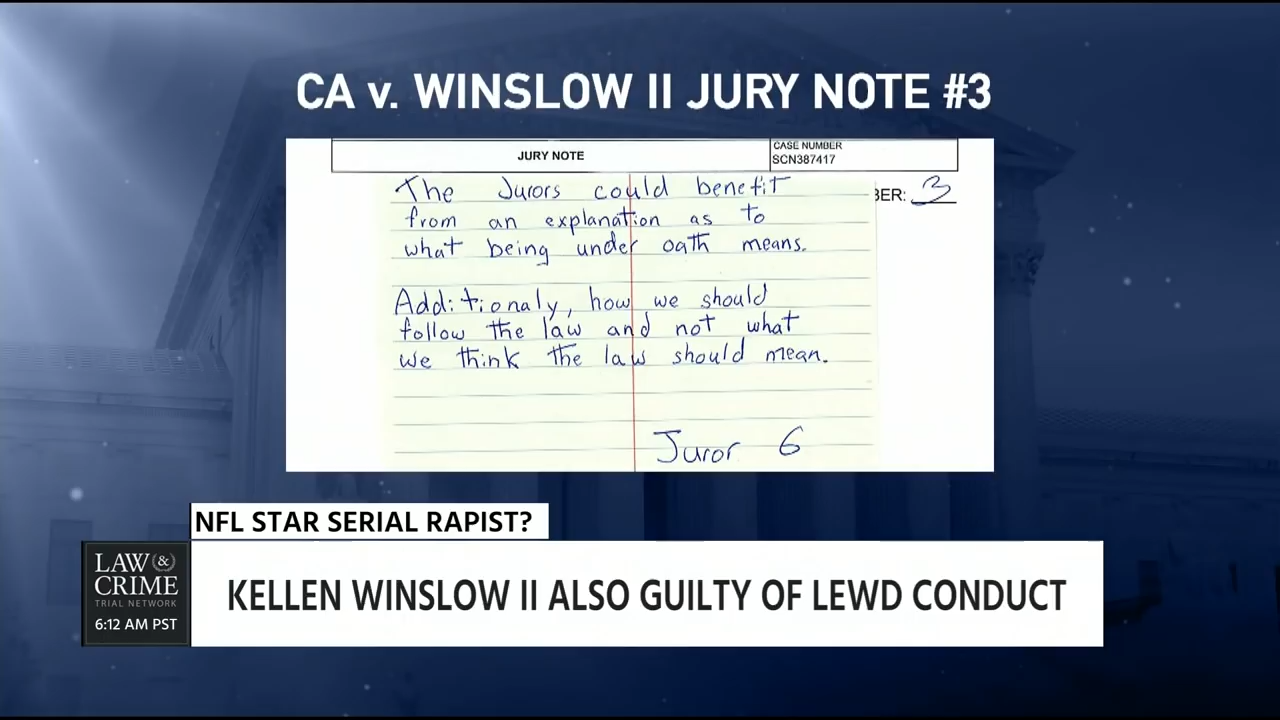 CA v. WINSLOW II JURY NOTE #3
JURY NOTE
CASE NUMBER
SCN387417
BER: 3
The Jurors could benefit
from an explanation as to
what being under oath means.
Additionaly, how we should
follow the law and not what
we think the law should mean.
Juror 6
NFL STAR SERIAL RAPIST?
KELLEN WINSLOW II ALSO GUILTY OF LEWD CONDUCT
LAW &
CRIME
TRIAL NETWORK
6:12 AM PST